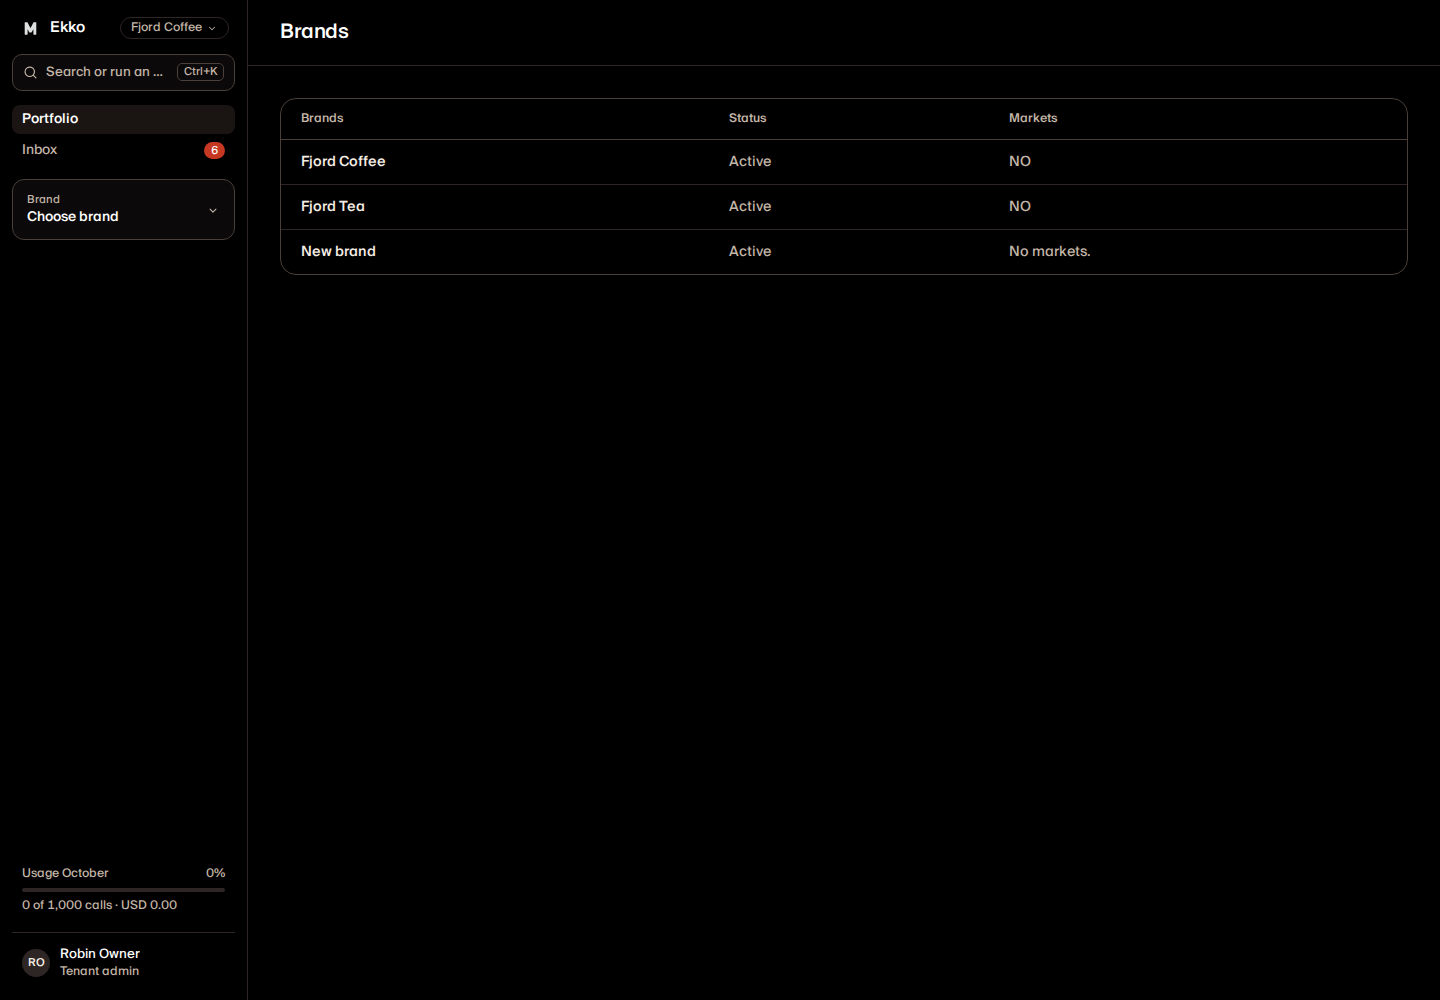 Ekko
Fjord Coffee
Search or run an ...
Ctrl+K
Portfolio
Inbox
6
Brand
Choose brand
Usage October
0%
0 of 1,000 calls · USD 0.00
RO
Robin Owner
Tenant admin
Brands
Brands Status Markets
Fjord Coffee Active NO
Fjord Tea Active NO
New brand Active No markets.